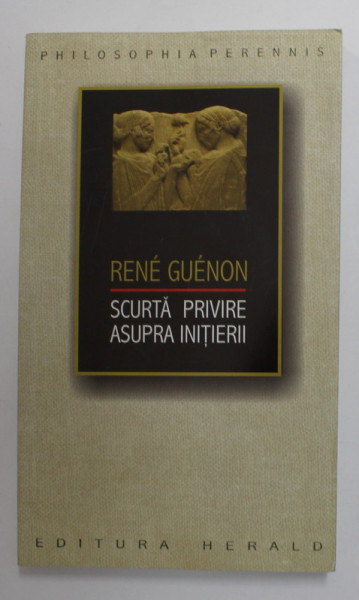 PHILOSOPHIA PERENNIS
RENÉ GUÉNON
SCURTĂ PRIVIRE
ASUPRA INIȚIERII
EDITURA HERALD